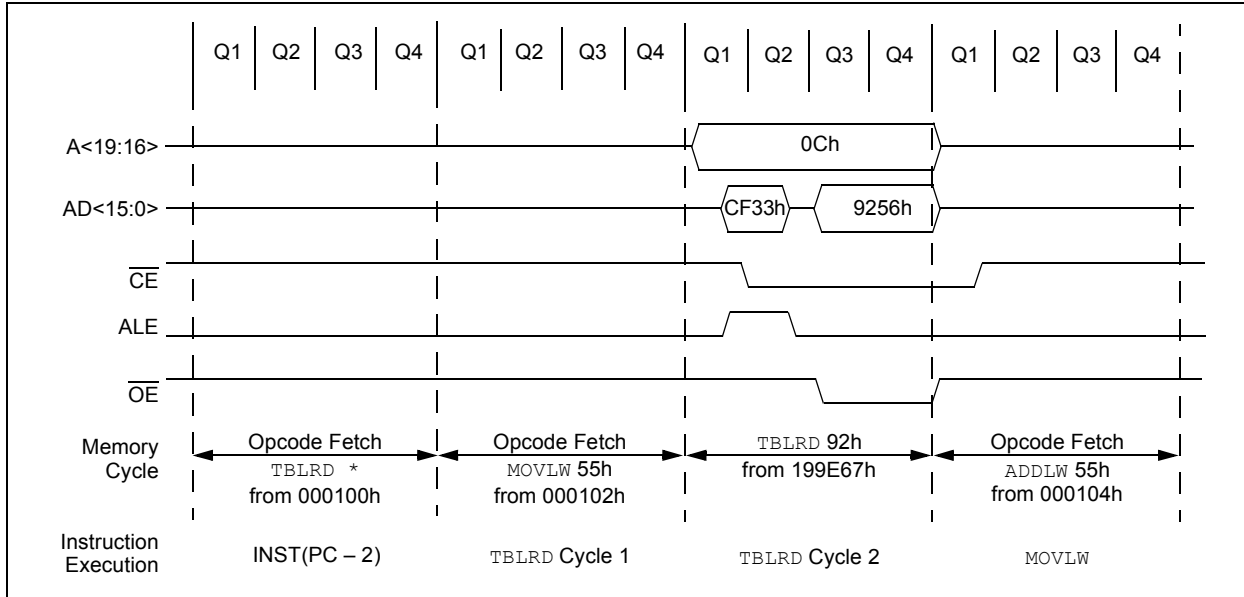 Q1 Q2 Q3 Q4 Q1 Q2 Q3 Q4 Q1 Q2 Q3 Q4 Q1 Q2 Q3 Q4
A<19:16>
0Ch
AD<15:0>
CF33h
9256h
CE
ALE
OE
Memory
Cycle
Opcode Fetch
TBLRD *
from 000100h
Opcode Fetch
MOVLW 55h
from 000102h
TBLRD 92h
from 199E67h
Opcode Fetch
ADDLW 55h
from 000104h
Instruction
Execution
INST(PC – 2)
TBLRD Cycle 1
TBLRD Cycle 2
MOVLW